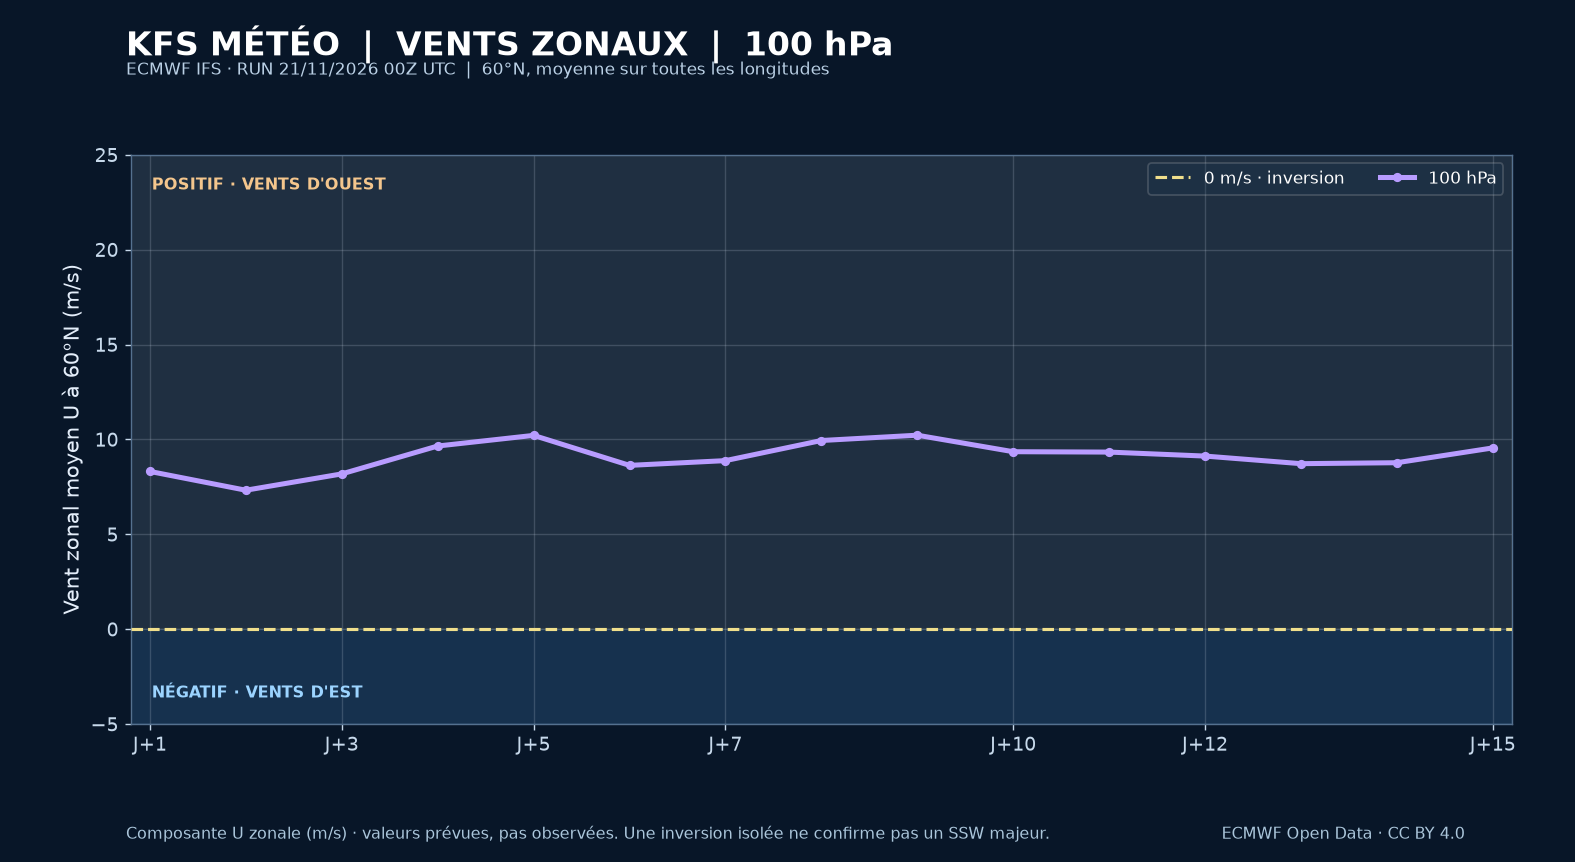 KFS MÉTÉO | VENTS ZONAUX | 100 hPa
ECMWF IFS · RUN 21/11/2026 00Z UTC | 60°N, moyenne sur toutes les longitudes
25
POSITIF · VENTS D'OUEST
0 m/s · inversion
100 hPa
20
15
10
5
0
−5
Vent zonal moyen U à 60°N (m/s)
NÉGATIF · VENTS D'EST
J+1
J+3
J+5
J+7
J+10
J+12
J+15
Composante U zonale (m/s) · valeurs prévues, pas observées. Une inversion isolée ne confirme pas un SSW majeur.
ECMWF Open Data · CC BY 4.0